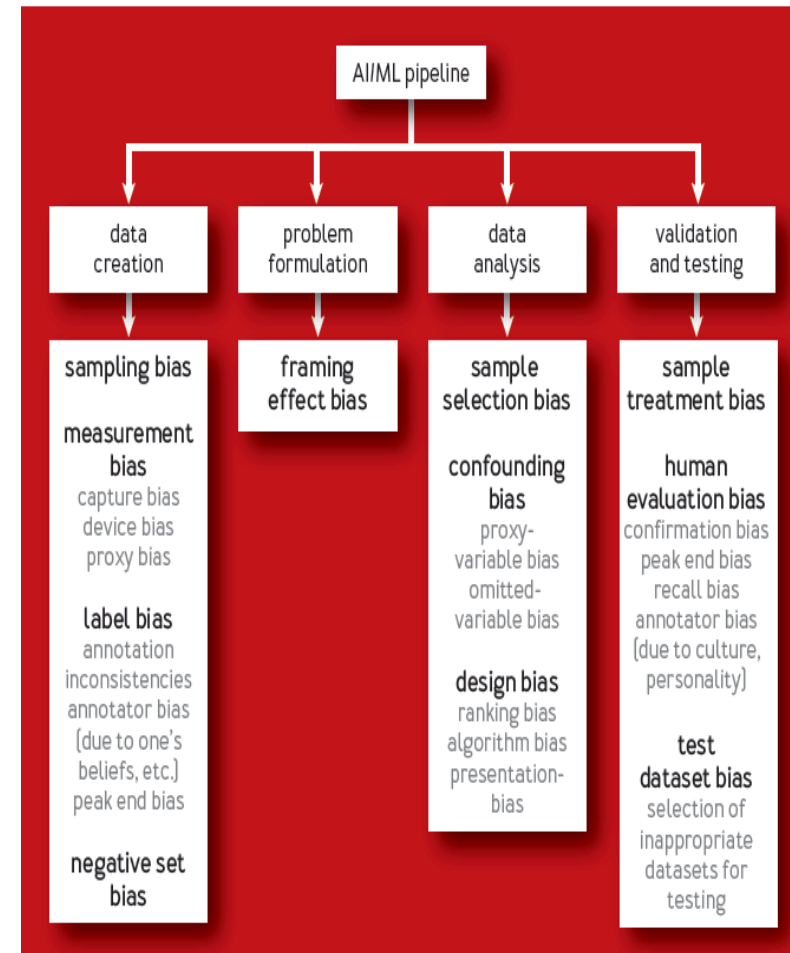 AI/ML pipeline
data
creation
problem
formulation
data
analysis
validation
and testing
sampling bias
measurement
bias
capture bias
device bias
proxy bias
label bias
annotation
inconsistencies
annotator bias
(due to one's
beliefs, etc.)
peak end bias
negative set
bias
framing
effect bias
sample
selection bias
confounding
bias
proxy-
variable bias
omitted-
variable bias
design bias
ranking bias
algorithm bias
presentation-
bias
sample
treatment bias
human
evaluation bias
confirmation bias
peak end bias
recall bias
annotator bias
(due to culture,
personality)
test
dataset bias
selection of
inappropriate
datasets for
testing